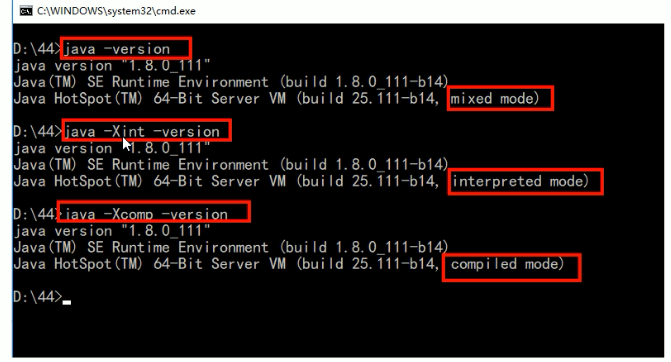 C:\WINDOWS\system32\cmd.exe
D:\44>java -version
java version "1.8.0_111"
Java(TM) SE Runtime Environment (build 1.8.0_111-b14)
Java HotSpot(TM) 64-Bit Server VM (build 25.111-b14, mixed mode)
D:\44>java -Xint -version
java version "1.8.0_111"
Java(TM) SE Runtime Environment (build 1.8.0_111-b14)
Java HotSpot(TM) 64-Bit Server VM (build 25.111-b14, interpreted mode)
D:\44>java -Xcomp -version
java version "1.8.0_111"
Java(TM) SE Runtime Environment (build 1.8.0_111-b14)
Java HotSpot(TM) 64-Bit Server VM (build 25.111-b14, compiled mode)
D:\44>